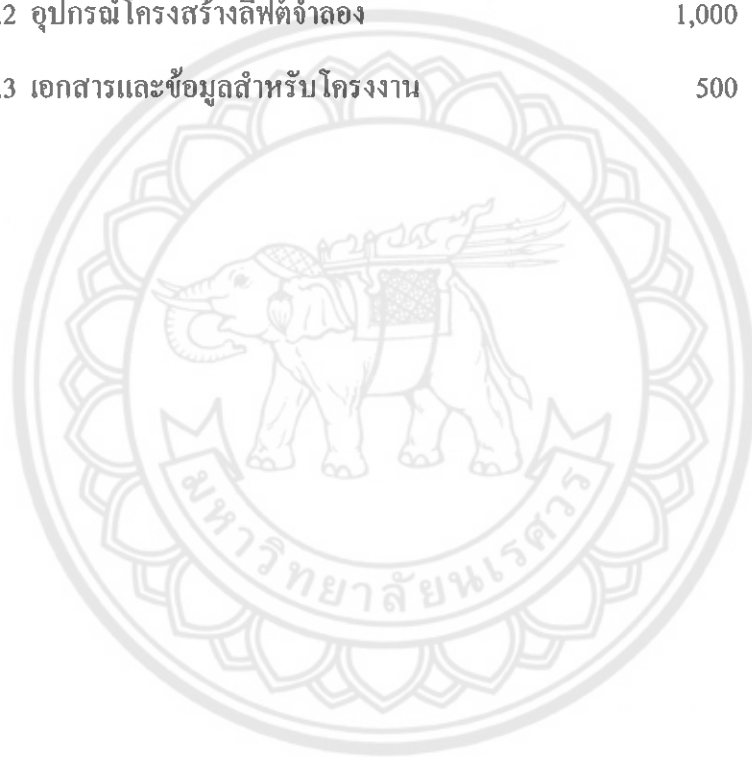 .2 อุปกรณ์โครงสร้างลิฟต์จำลอง 1,000
.3 เอกสารและข้อมูลสำหรับโครงงาน 500
มหาวิทยาลัยนเรศวร